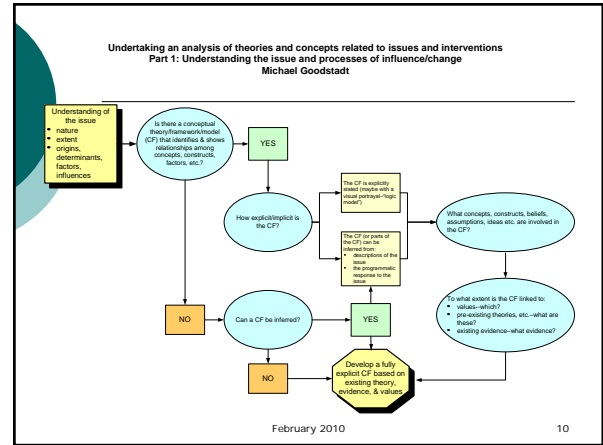 Undertaking an analysis of theories and concepts related to issues and interventions
Part 1: Understanding the issue and processes of influence/change
Michael Goodstadt
Understanding of
the issue
• nature
• extent
• origins,
determinants,
factors,
influences
Is there a conceptual
theory/framework/model
(CF) that identifies & shows
relationships among
concepts, constructs,
factors, etc.?
YES
How explicit/implicit is
the CF?
The CF is explicitly
stated (maybe with a
visual portrayal–"logic
model")
The CF (or parts of
the CF) can be
inferred from:
• descriptions of the
issue
• the programmatic
response to the
issue
What concepts, constructs, beliefs,
assumptions, ideas etc. are involved in
the CF?
To what extent is the CF linked to:
• values--which?
• pre-existing theories, etc.--what are
these?
• existing evidence--what evidence?
NO
Can a CF be inferred?
YES
NO
Develop a fully
explicit CF based on
existing theory,
evidence, & values
February 2010
10